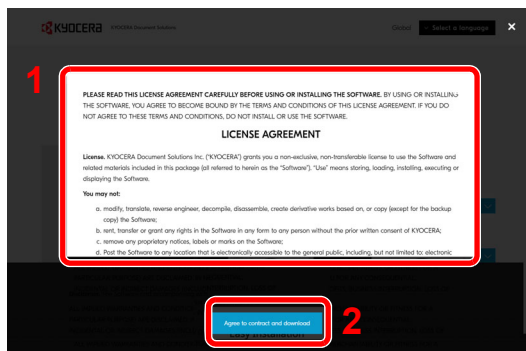 KYOCERA KYOCERA Document Solutions
Global Select a language ×
1
PLEASE READ THIS LICENSE AGREEMENT CAREFULLY BEFORE USING OR INSTALLING THE SOFTWARE. BY USING OR INSTALLING
THE SOFTWARE, YOU AGREE TO BECOME BOUND BY THE TERMS AND CONDITIONS OF THIS LICENSE AGREEMENT. IF YOU DO
NOT AGREE TO THESE TERMS AND CONDITIONS, DO NOT INSTALL OR USE THE SOFTWARE.
LICENSE AGREEMENT
License. KYOCERA Document Solutions Inc. ("KYOCERA") grants you a non-exclusive, non-transferable license to use the Software and
related materials included in this package (all referred to herein as the "Software"). "Use" means storing, loading, installing, executing or
displaying the Software.
You may not:
a. modify, translate, reverse engineer, decompile, disassemble, create derivative works based on, or copy (except for the backup
copy) the Software;
b. rent, transfer or grant any rights in the Software in any form to any person without the prior written consent of KYOCERA;
c. remove any proprietary notices, labels or marks on the Software;
d. Post the Software to any location that is electronically accessible to the general public, including, but not limited to: electronic
Agree to contract and download
2
Easy Installation